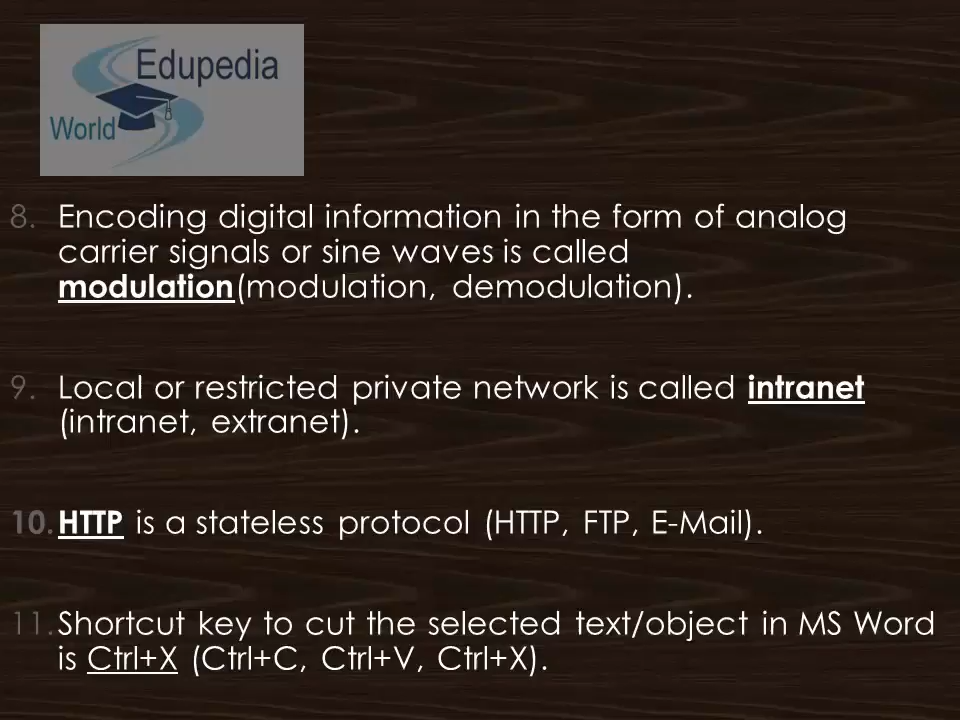 Edupedia
World
8. Encoding digital information in the form of analog
carrier signals or sine waves is called
modulation(modulation, demodulation).
9. Local or restricted private network is called intranet
(intranet, extranet).
10. HTTP is a stateless protocol (HTTP, FTP, E-Mail).
11. Shortcut key to cut the selected text/object in MS Word
is Ctrl+X (Ctrl+C, Ctrl+V, Ctrl+X).